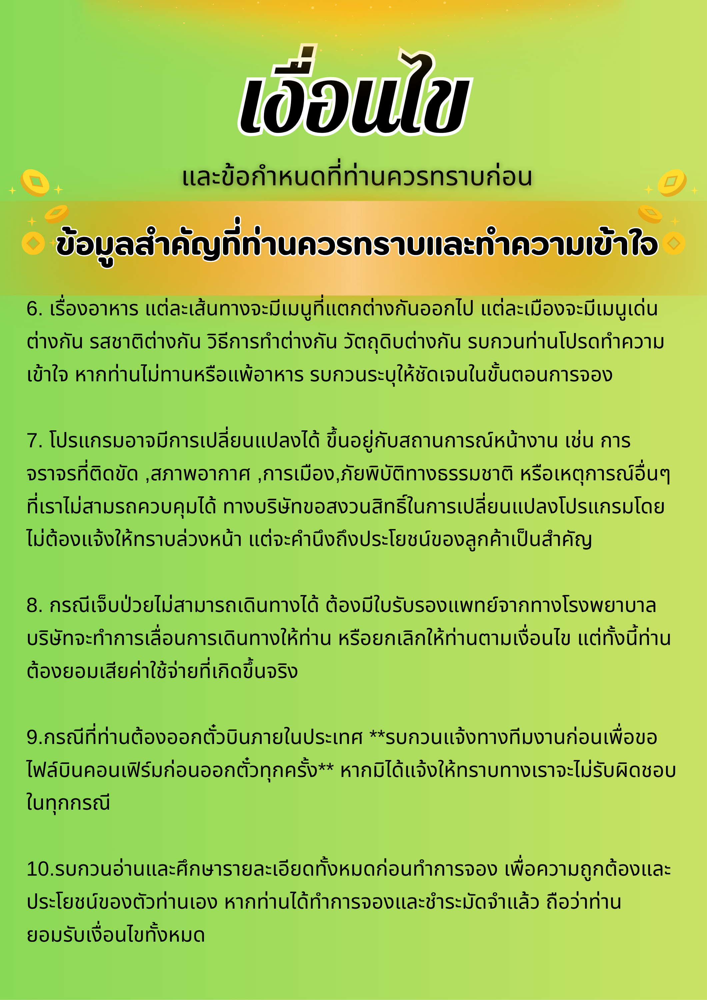 เงื่อนไข
และข้อกำหนดที่ท่านควรทราบก่อน
ข้อมูลสำคัญที่ท่านควรทราบและทำความเข้าใจ
6. เรื่องอาหาร แต่ละเส้นทางจะมีเมนูที่แตกต่างกันออกไป แต่ละเมืองจะมีเมนูเด่น
ต่างกัน รสชาติต่างกัน วิธีการทำต่างกัน วัตถุดิบต่างกัน รบกวนท่านโปรดทำความ
เข้าใจ หากท่านไม่ทานหรือแพ้อาหาร รบกวนระบุให้ชัดเจนในขั้นตอนการจอง
7. โปรแกรมอาจมีการเปลี่ยนแปลงได้ ขึ้นอยู่กับสถานการณ์หน้างาน เช่น การ
จราจรที่ติดขัด ,สภาพอากาศ ,การเมือง,ภัยพิบัติทางธรรมชาติ หรือเหตุการณ์อื่นๆ
ที่เราไม่สามรถควบคุมได้ ทางบริษัทขอสงวนสิทธิ์ในการเปลี่ยนแปลงโปรแกรมโดย
ไม่ต้องแจ้งให้ทราบล่วงหน้า แต่จะคำนึงถึงประโยชน์ของลูกค้าเป็นสำคัญ
8. กรณีเจ็บป่วยไม่สามารถเดินทางได้ ต้องมีใบรับรองแพทย์จากทางโรงพยาบาล
บริษัทจะทำการเลื่อนการเดินทางให้ท่าน หรือยกเลิกให้ท่านตามเงื่อนไข แต่ทั้งนี้ท่าน
ต้องยอมเสียค่าใช้จ่ายที่เกิดขึ้นจริง
9.กรณีที่ท่านต้องออกตั๋วบินภายในประเทศ **รบกวนแจ้งทางทีมงานก่อนเพื่อขอ
ไฟล์บินคอนเฟิร์มก่อนออกตั๋วทุกครั้ง** หากมิได้แจ้งให้ทราบทางเราจะไม่รับผิดชอบ
ในทุกกรณี
10.รบกวนอ่านและศึกษารายละเอียดทั้งหมดก่อนทำการจอง เพื่อความถูกต้องและ
ประโยชน์ของตัวท่านเอง หากท่านได้ทำการจองและชำระมัดจำแล้ว ถือว่าท่าน
ยอมรับเงื่อนไขทั้งหมด